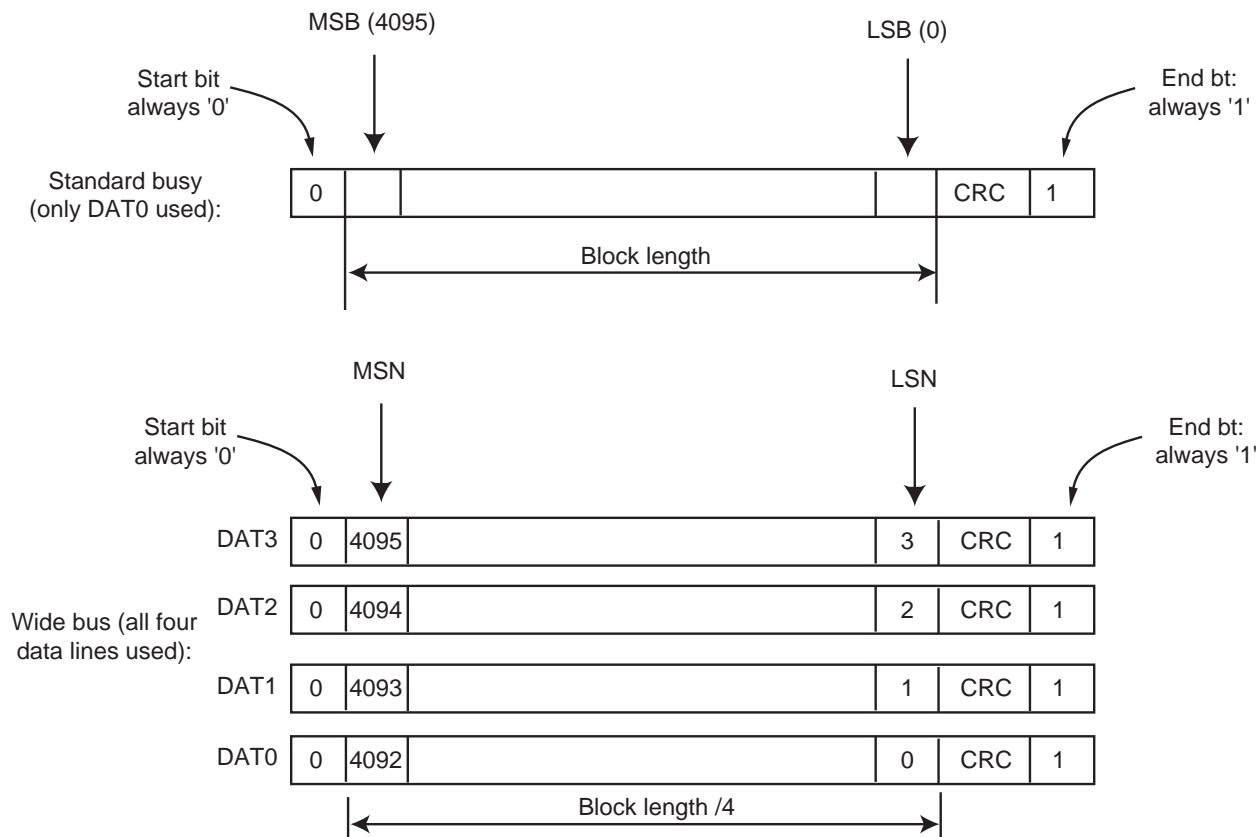 MSB (4095)
LSB (0)
Start bit
always '0'
End bt:
always '1'
Standard busy
(only DAT0 used):
0
CRC
1
Block length
MSN
LSN
Start bit
always '0'
End bt:
always '1'
DAT3
0
4095
3
CRC
1
DAT2
0
4094
2
CRC
1
Wide bus (all four
data lines used):
DAT1
0
4093
1
CRC
1
DAT0
0
4092
0
CRC
1
Block length /4